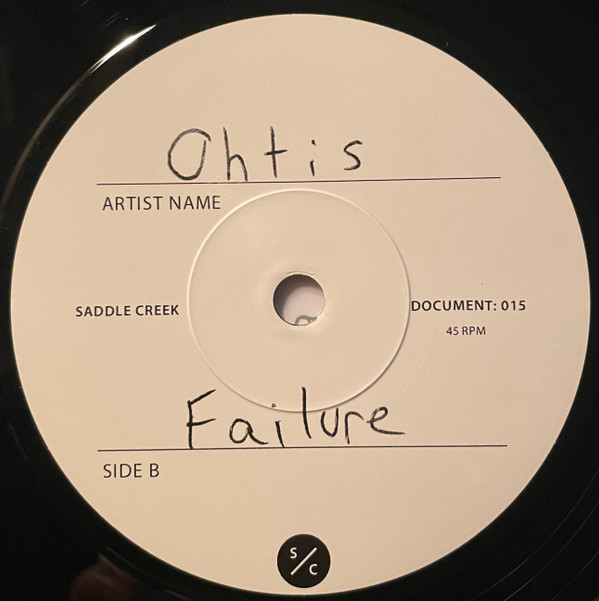 Ohtis
ARTIST NAME
SADDLE CREEK
DOCUMENT: 015
45 RPM
Failure
SIDE B
S/C